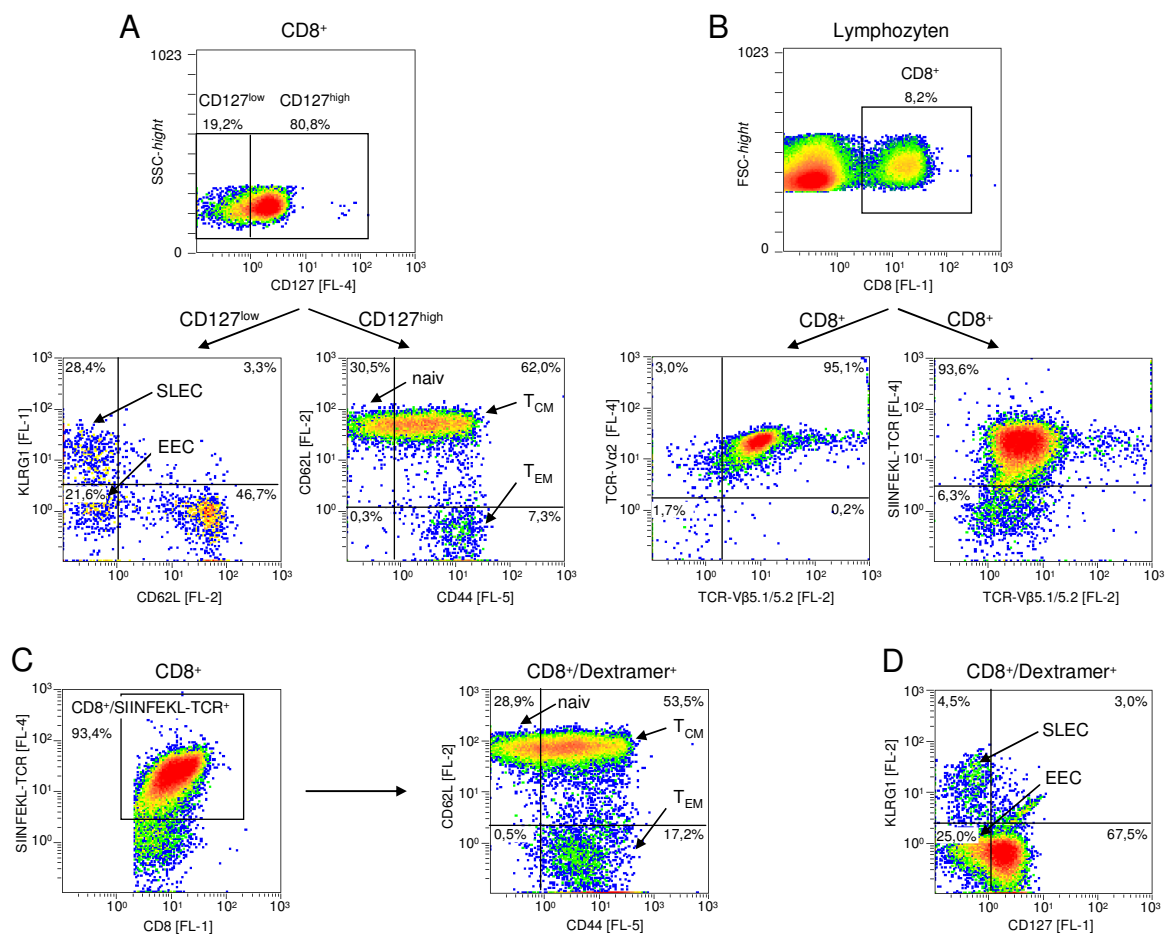 A
CD8⁺
1023
CD127ˡᵒʷ CD127ʰⁱᵍʰ
19,2% 80,8%
SSC-hight
0
10⁰ 10¹ 10² 10³
CD127 [FL-4]
CD127ˡᵒʷ CD127ʰⁱᵍʰ
10³
28,4% 3,3%
SLEC
10²
KLRG1 [FL-1]
10¹
EEC
21,6% 46,7%
10⁰
10⁰ 10¹ 10² 10³
CD62L [FL-2]
10³
30,5% 62,0%
naiv
10²
T_CM
CD62L [FL-2]
10¹
T_EM
0,3% 7,3%
10⁰
10⁰ 10¹ 10² 10³
CD44 [FL-5]
B
Lymphozyten
1023
CD8⁺
8,2%
FSC-hight
0
10⁰ 10¹ 10² 10³
CD8 [FL-1]
CD8⁺ CD8⁺
10³
3,0% 95,1%
10²
TCR-Vα2 [FL-4]
10¹
1,7% 0,2%
10⁰
10⁰ 10¹ 10² 10³
TCR-Vβ5.1/5.2 [FL-2]
10³
93,6%
10²
SIINFEKL-TCR [FL-4]
10¹
6,3%
10⁰
10⁰ 10¹ 10² 10³
TCR-Vβ5.1/5.2 [FL-2]
C
CD8⁺
10³
CD8⁺/SIINFEKL-TCR⁺
93,4%
10²
SIINFEKL-TCR [FL-4]
10¹
10⁰
10⁰ 10¹ 10² 10³
CD8 [FL-1]
CD8⁺/Dextramer⁺
10³
28,9% naiv 53,5%
10²
T_CM
CD62L [FL-2]
10¹
T_EM
0,5% 17,2%
10⁰
10⁰ 10¹ 10² 10³
CD44 [FL-5]
D
CD8⁺/Dextramer⁺
10³
4,5% 3,0%
SLEC
10²
KLRG1 [FL-2]
EEC
10¹
25,0% 67,5%
10⁰
10⁰ 10¹ 10² 10³
CD127 [FL-1]